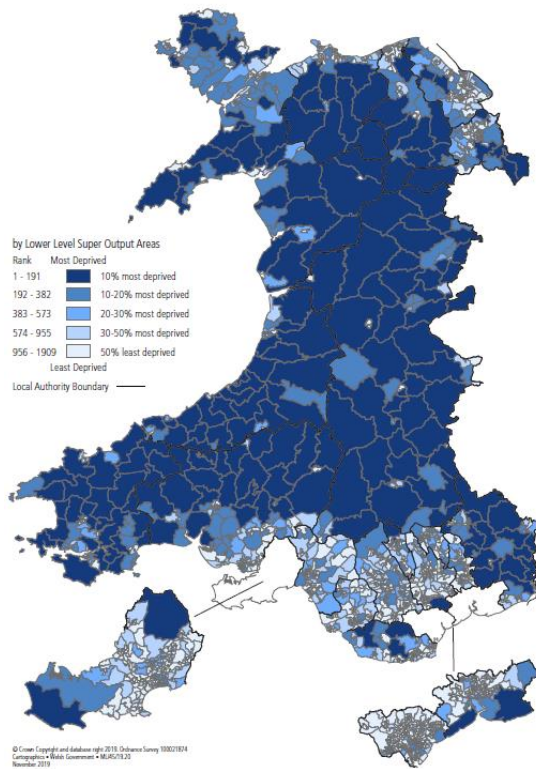 by Lower Level Super Output Areas
Rank Most Deprived
1 - 191 10% most deprived
192 - 382 10-20% most deprived
383 - 573 20-30% most deprived
574 - 955 30-50% most deprived
956 - 1909 50% least deprived
Least Deprived
Local Authority Boundary
© Crown Copyright and database right 2019. Ordnance Survey 100021874
Cartographics • Welsh Government • ML/45/19.20
November 2019